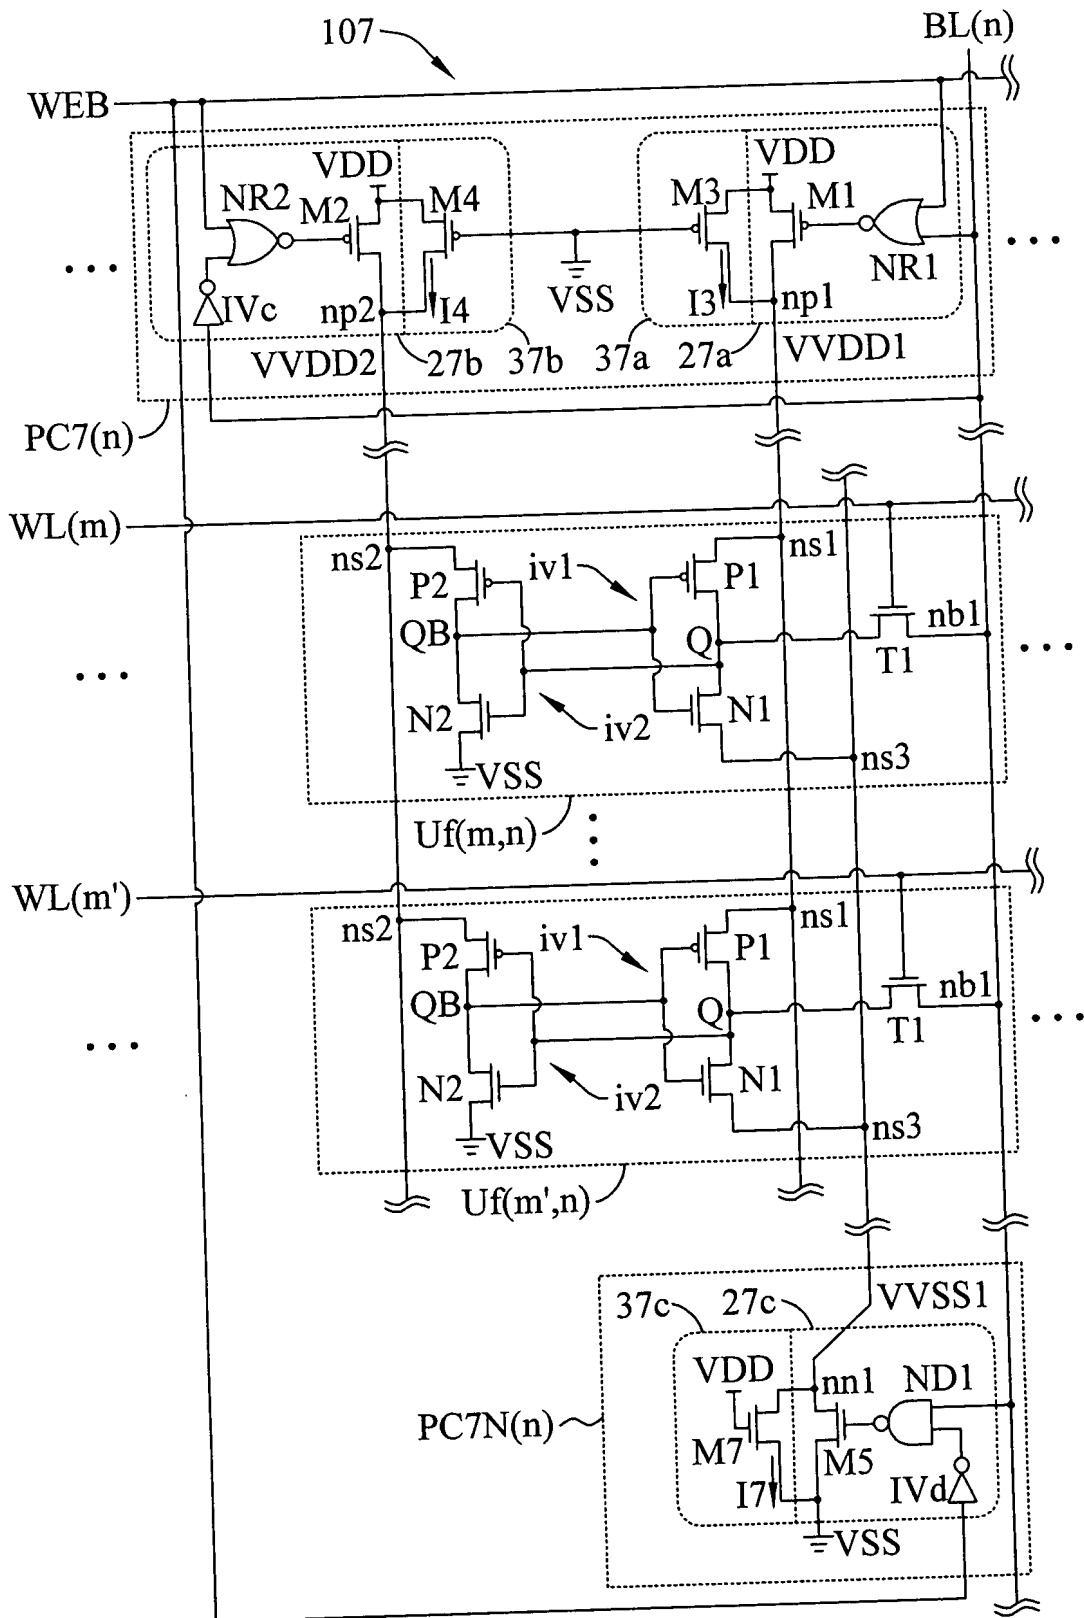 107
BL(n)
WEB
VDD
VDD
NR2
M2
M4
M3
M1
NR1
VSS
IVc
np2
I4
I3
np1
VVDD2
27b
37b
37a
27a
VVDD1
PC7(n)
WL(m)
ns2
ns1
P2
iv1
P1
nb1
QB
Q
T1
N2
iv2
N1
VSS
ns3
Uf(m,n)
WL(m')
ns2
ns1
P2
iv1
P1
nb1
QB
Q
T1
N2
iv2
N1
VSS
ns3
Uf(m',n)
VVSS1
37c
27c
VDD
nn1
ND1
PC7N(n)
M7
M5
I7
IVd
VSS